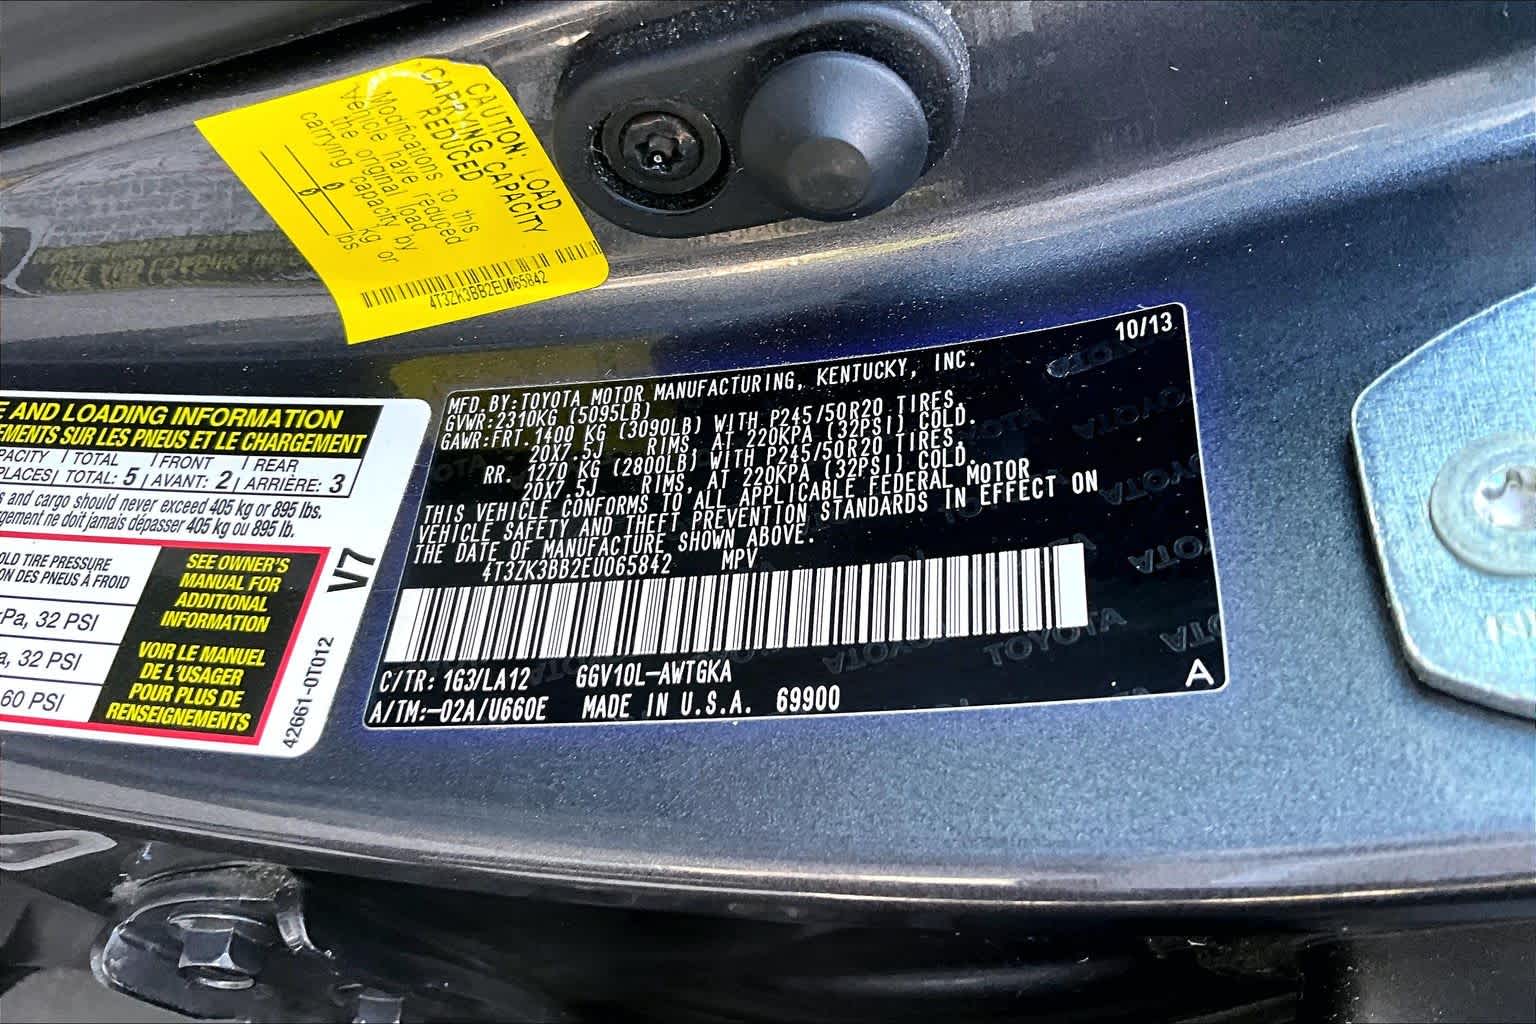 CAUTION: LOAD
CARRYING CAPACITY
REDUCED
Modifications to this
vehicle have reduced
the original load
carrying capacity by
0 kg or
0 lbs
4T3ZK3BB2EU065842
E AND LOADING INFORMATION
EMENTS SUR LES PNEUS ET LE CHARGEMENT
PACITY TOTAL FRONT REAR
PLACES TOTAL: 5 AVANT: 2 ARRIÈRE: 3
s and cargo should never exceed 405 kg or 895 lbs.
rgement ne doit jamais dépasser 405 kg ou 895 lb.
OLD TIRE PRESSURE
ON DES PNEUS À FROID
kPa, 32 PSI
a, 32 PSI
60 PSI
SEE OWNER'S
MANUAL FOR
ADDITIONAL
INFORMATION
VOIR LE MANUEL
DE L'USAGER
POUR PLUS DE
RENSEIGNEMENTS
V7
42661-0T012
10/13
MFD. BY: TOYOTA MOTOR MANUFACTURING, KENTUCKY, INC.
GVWR: 2310KG (5095LB)
GAWR: FRT. 1400 KG (3090LB) WITH P245/50R20 TIRES,
20X7.5J RIMS, AT 220KPA (32PSI) COLD.
RR. 1270 KG (2800LB) WITH P245/50R20 TIRES,
20X7.5J RIMS, AT 220KPA (32PSI) COLD.
THIS VEHICLE CONFORMS TO ALL APPLICABLE FEDERAL MOTOR
VEHICLE SAFETY AND THEFT PREVENTION STANDARDS IN EFFECT ON
THE DATE OF MANUFACTURE SHOWN ABOVE.
4T3ZK3BB2EU065842 MPV
C/TR: 1G3/LA12 GGV10L-AWTGKA
A/TM:-02A/U660E MADE IN U.S.A. 69900
A
TOYOTA